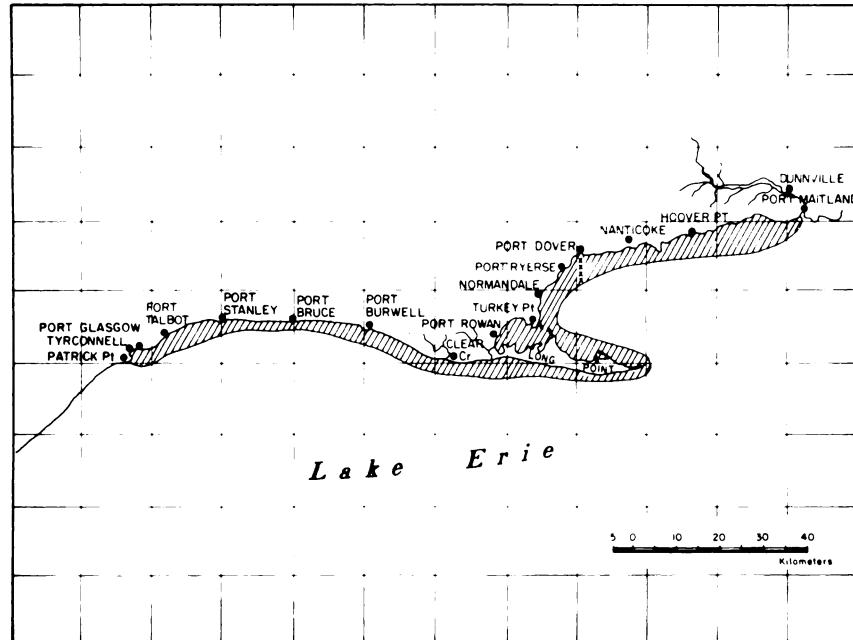 DUNNVILLE
PORT MAITLAND
HOOVER PT
NANTICOKE
PORT DOVER
PORT RYERSE
NORMANDALE
TURKEY Pt
PORT ROWAN
CLEAR
Cr
LONG
POINT
PORT
BURWELL
PORT
BRUCE
PORT
STANLEY
PORT
TALBOT
PORT GLASGOW
TYRCONNELL
PATRICK Pt
Lake Erie
5 0 10 20 30 40
Kilometers